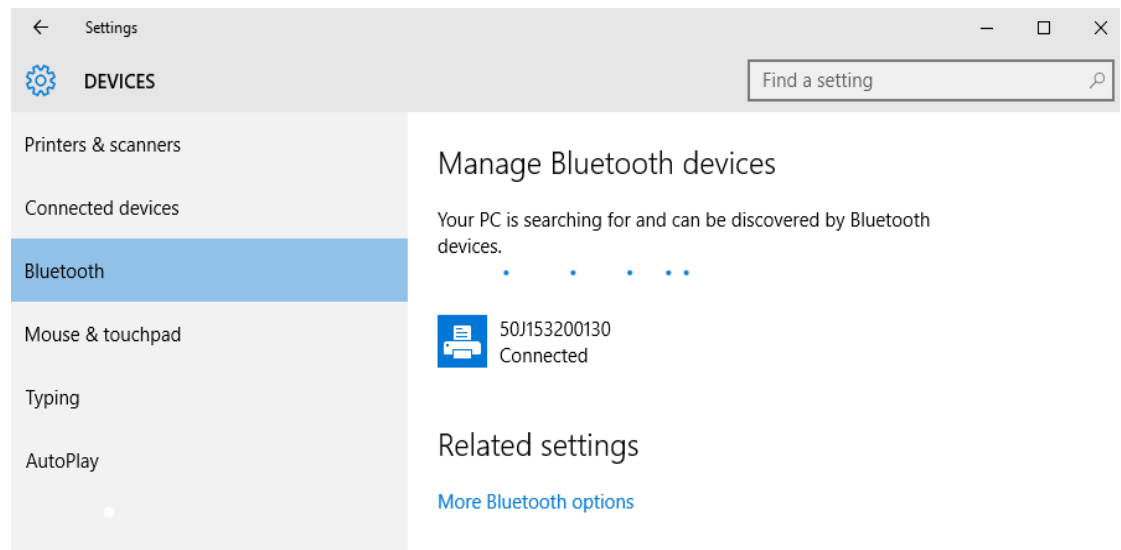 Settings
DEVICES
Find a setting
Printers & scanners
Connected devices
Bluetooth
Mouse & touchpad
Typing
AutoPlay
Manage Bluetooth devices
Your PC is searching for and can be discovered by Bluetooth
devices.
50J153200130
Connected
Related settings
More Bluetooth options